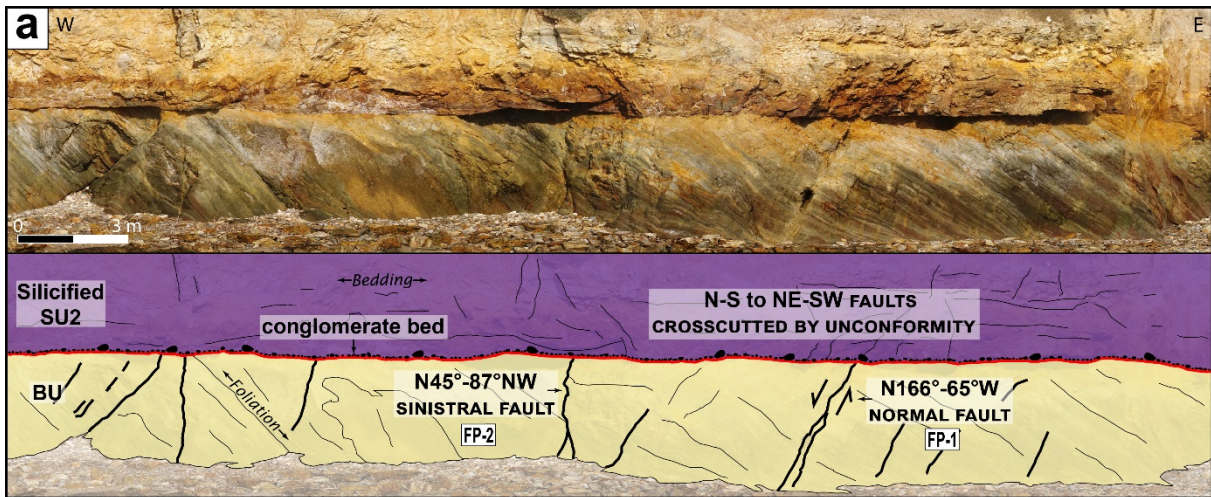 a
W
E
0
3 m
Silicified
SU2
Bedding
conglomerate bed
N-S to NE-SW FAULTS
CROSSCUTTED BY UNCONFORMITY
BU
Foliation
N45°-87°NW
SINISTRAL FAULT
FP-2
N166°-65°W
NORMAL FAULT
FP-1